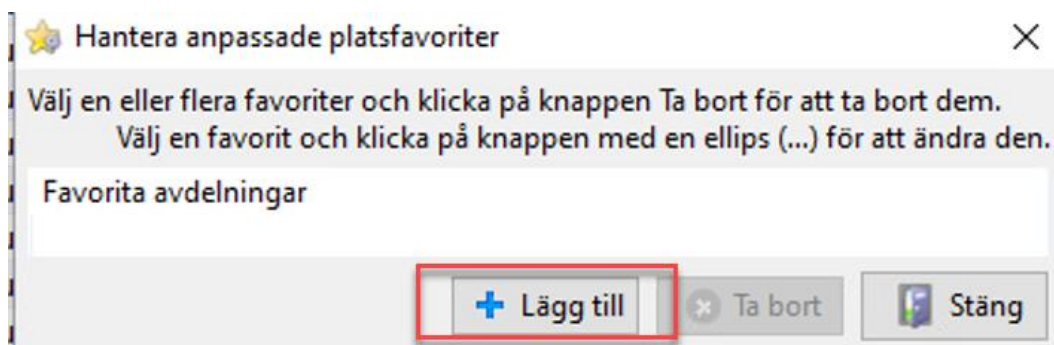 Hantera anpassade platsfavoriter
Välj en eller flera favoriter och klicka på knappen Ta bort för att ta bort dem.
Välj en favorit och klicka på knappen med en ellips (...) för att ändra den.
Favorita avdelningar
Lägg till Ta bort Stäng